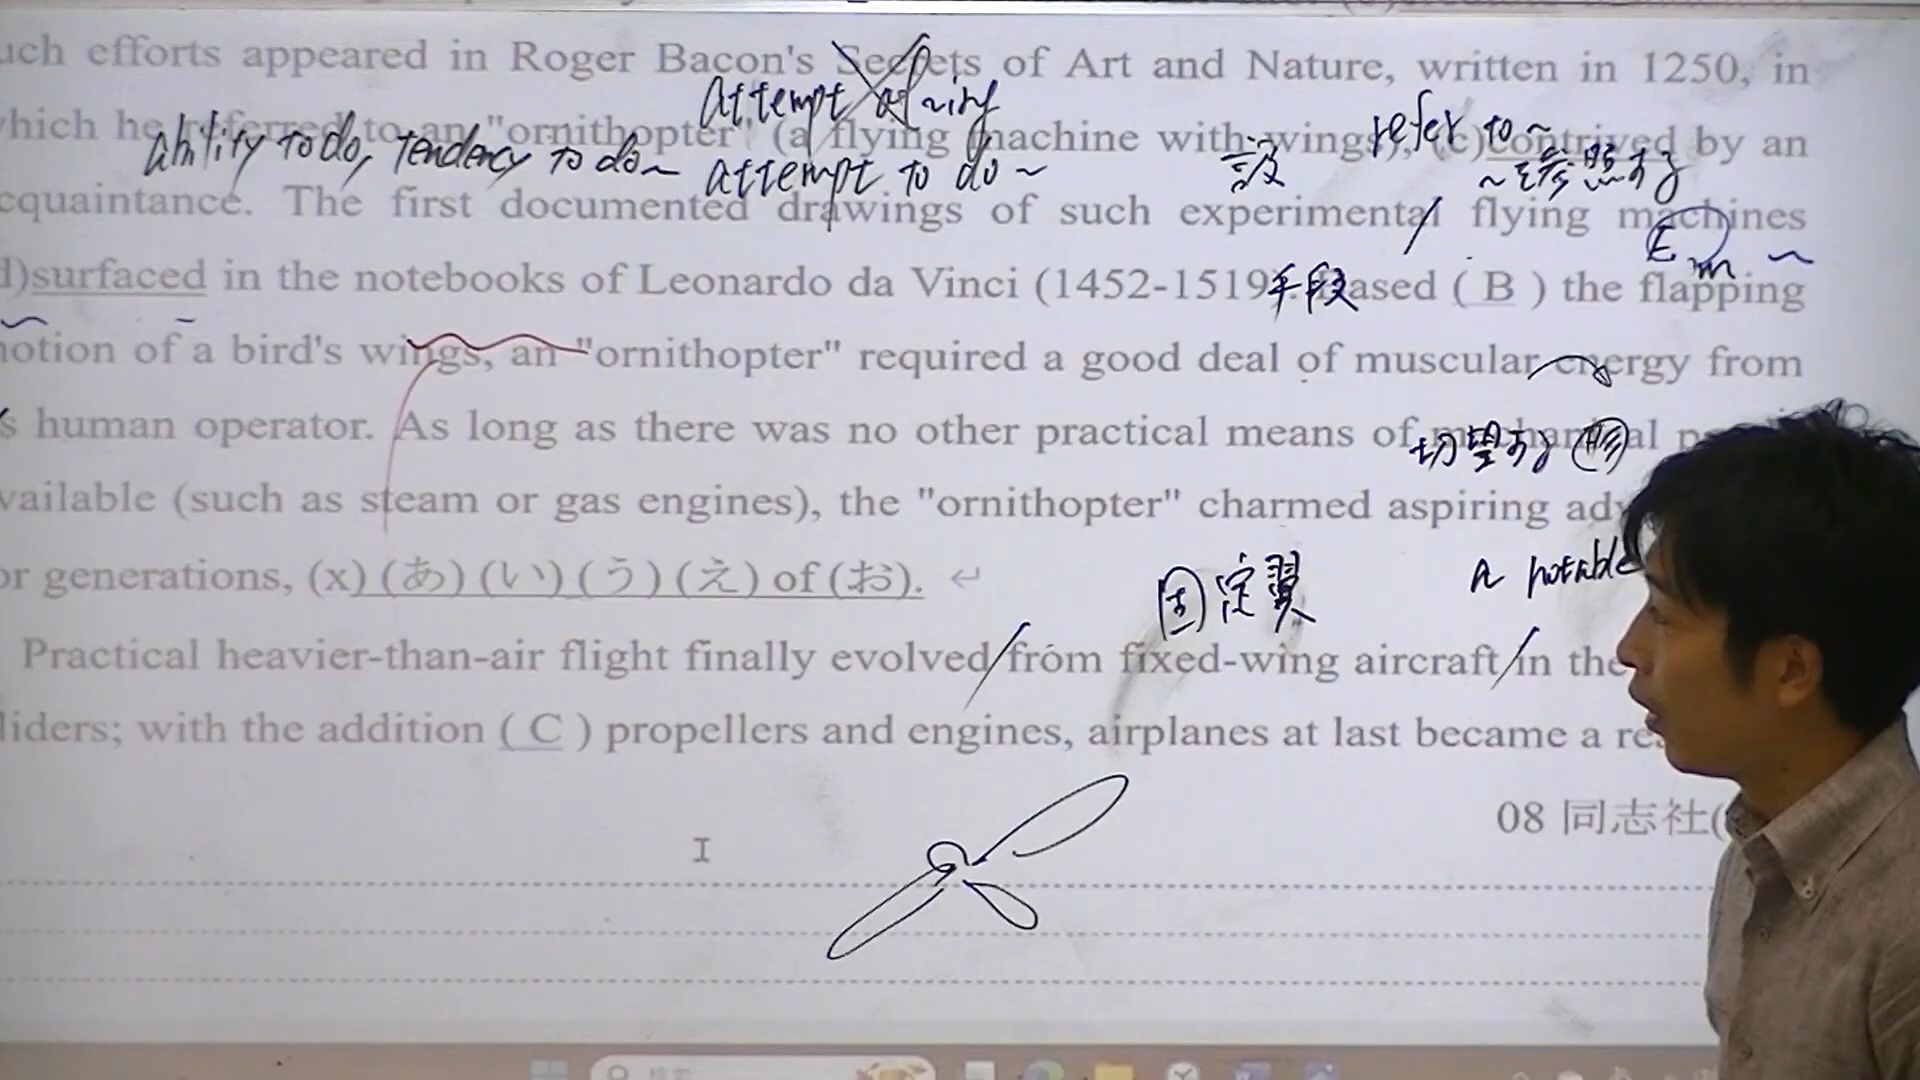 uch efforts appeared in Roger Bacon's Secrets of Art and Nature, written in 1250, in
attempt of ~ing
which he referred to an "ornithopter" (a flying machine with wings), (c)contrived by an
ability to do, tendency to do~ attempt to do~
refer to ~
~を参照する
acquaintance. The first documented drawings of such experimental flying machines
d)surfaced in the notebooks of Leonardo da Vinci (1452-1519). Based ( B ) the flapping
手段
motion of a bird's wings, an "ornithopter" required a good deal of muscular energy from
s human operator. As long as there was no other practical means of mechanical
切望する
vailable (such as steam or gas engines), the "ornithopter" charmed aspiring
or generations, (x)(あ)(い)(う)(え) of (お). ↵
固定翼
a notable
Practical heavier-than-air flight finally evolved from fixed-wing aircraft in the
liders; with the addition ( C ) propellers and engines, airplanes at last became a
08 同志社(